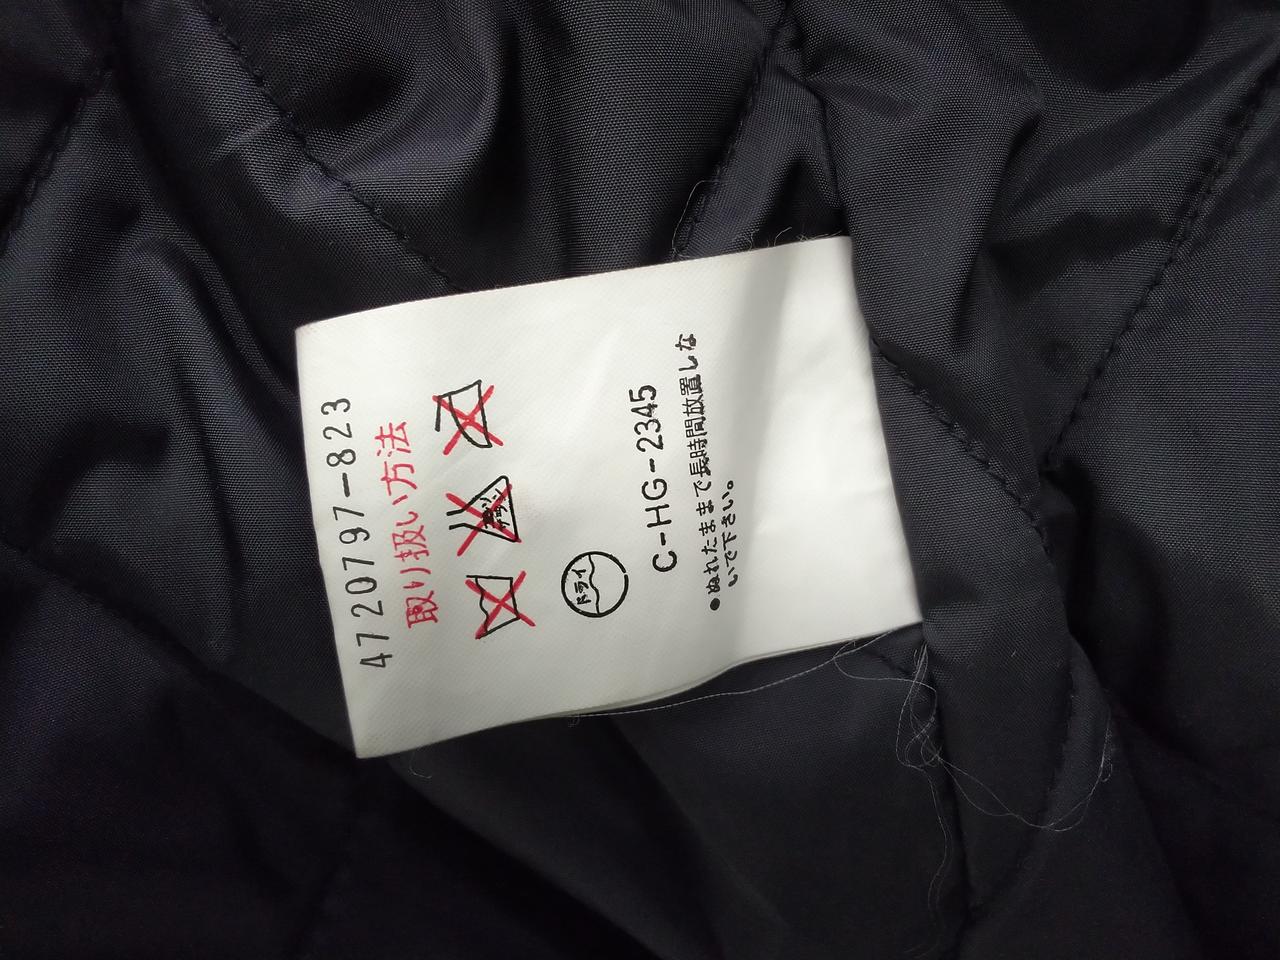 4720797-823
取り扱い方法
ドライ
C-HG-2345
●ぬれたままで長時間放置しな
いで下さい。